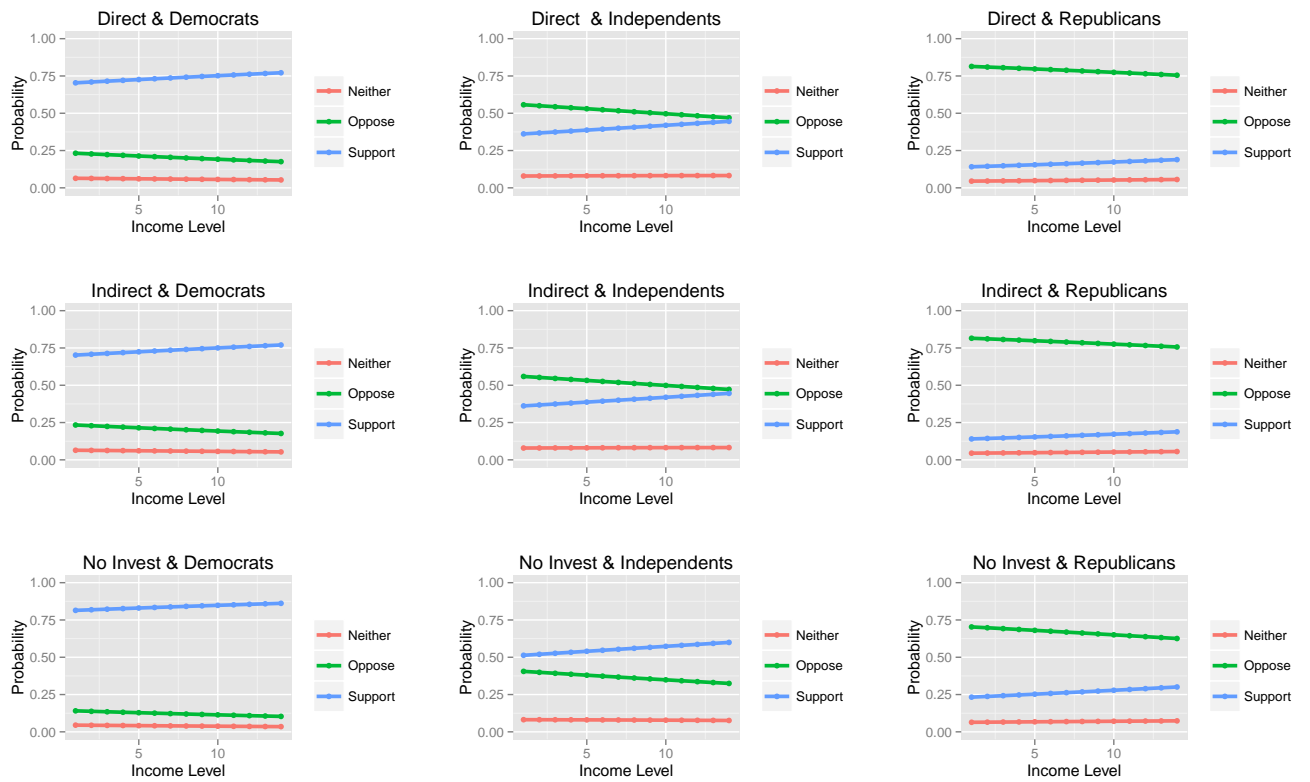 Direct & Democrats
1.00
0.75
0.50
0.25
0.00
Probability
5
10
Income Level
Neither
Oppose
Support
Direct & Independents
1.00
0.75
0.50
0.25
0.00
Probability
5
10
Income Level
Neither
Oppose
Support
Direct & Republicans
1.00
0.75
0.50
0.25
0.00
Probability
5
10
Income Level
Neither
Oppose
Support
Indirect & Democrats
1.00
0.75
0.50
0.25
0.00
Probability
5
10
Income Level
Neither
Oppose
Support
Indirect & Independents
1.00
0.75
0.50
0.25
0.00
Probability
5
10
Income Level
Neither
Oppose
Support
Indirect & Republicans
1.00
0.75
0.50
0.25
0.00
Probability
5
10
Income Level
Neither
Oppose
Support
No Invest & Democrats
1.00
0.75
0.50
0.25
0.00
Probability
5
10
Income Level
Neither
Oppose
Support
No Invest & Independents
1.00
0.75
0.50
0.25
0.00
Probability
5
10
Income Level
Neither
Oppose
Support
No Invest & Republicans
1.00
0.75
0.50
0.25
0.00
Probability
5
10
Income Level
Neither
Oppose
Support